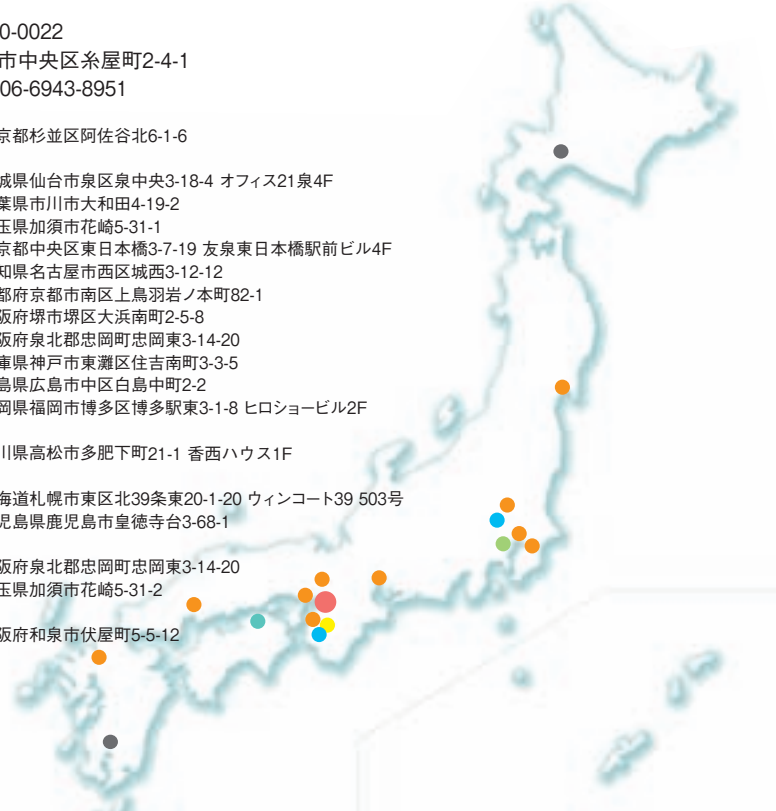 0-0022
市中央区糸屋町2-4-1
06-6943-8951
京都杉並区阿佐谷北6-1-6
城県仙台市泉区泉中央3-18-4 オフィス21泉4F
葉県市川市大和田4-19-2
玉県加須市花崎5-31-1
京都中央区東日本橋3-7-19 友泉東日本橋駅前ビル4F
知県名古屋市西区城西3-12-12
都府京都市南区上鳥羽岩ノ本町82-1
阪府堺市堺区大浜南町2-5-8
阪府泉北郡忠岡町忠岡東3-14-20
庫県神戸市東灘区住吉南町3-3-5
島県広島市中区白島中町2-2
岡県福岡市博多区博多駅東3-1-8 ヒロショービル2F
川県高松市多肥下町21-1 香西ハウス1F
海道札幌市東区北39条東20-1-20 ウィンコート39 503号
児島県鹿児島市皇徳寺台3-68-1
阪府泉北郡忠岡町忠岡東3-14-20
玉県加須市花崎5-31-2
阪府和泉市伏屋町5-5-12